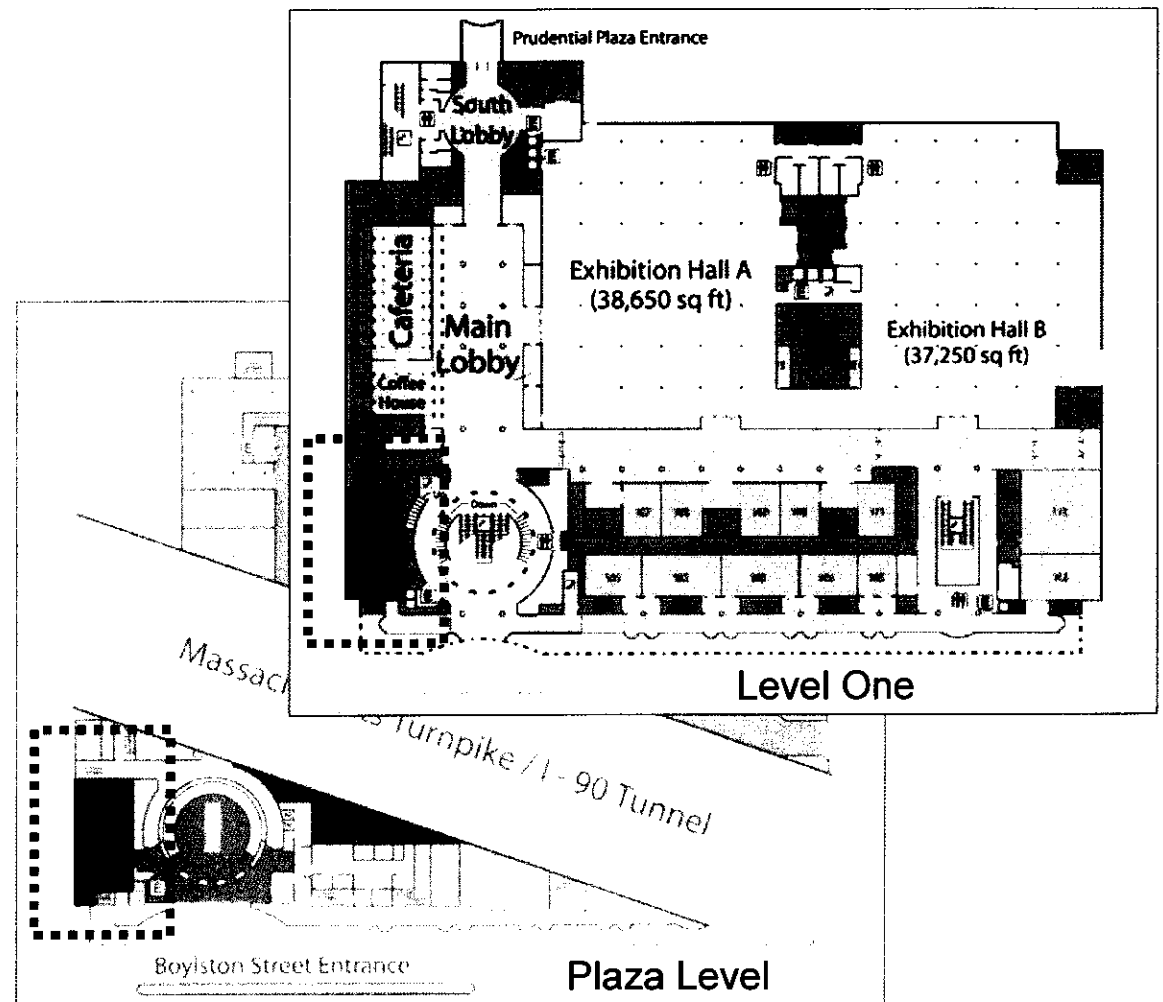 Prudential Plaza Entrance
South
Lobby
Cafeteria
Main
Lobby
Coffee
House
Exhibition Hall A
(38,650 sq ft)
Exhibition Hall B
(37,250 sq ft)
Down
Level One
Massac
Turnpike / I - 90 Tunnel
Boylston Street Entrance
Plaza Level